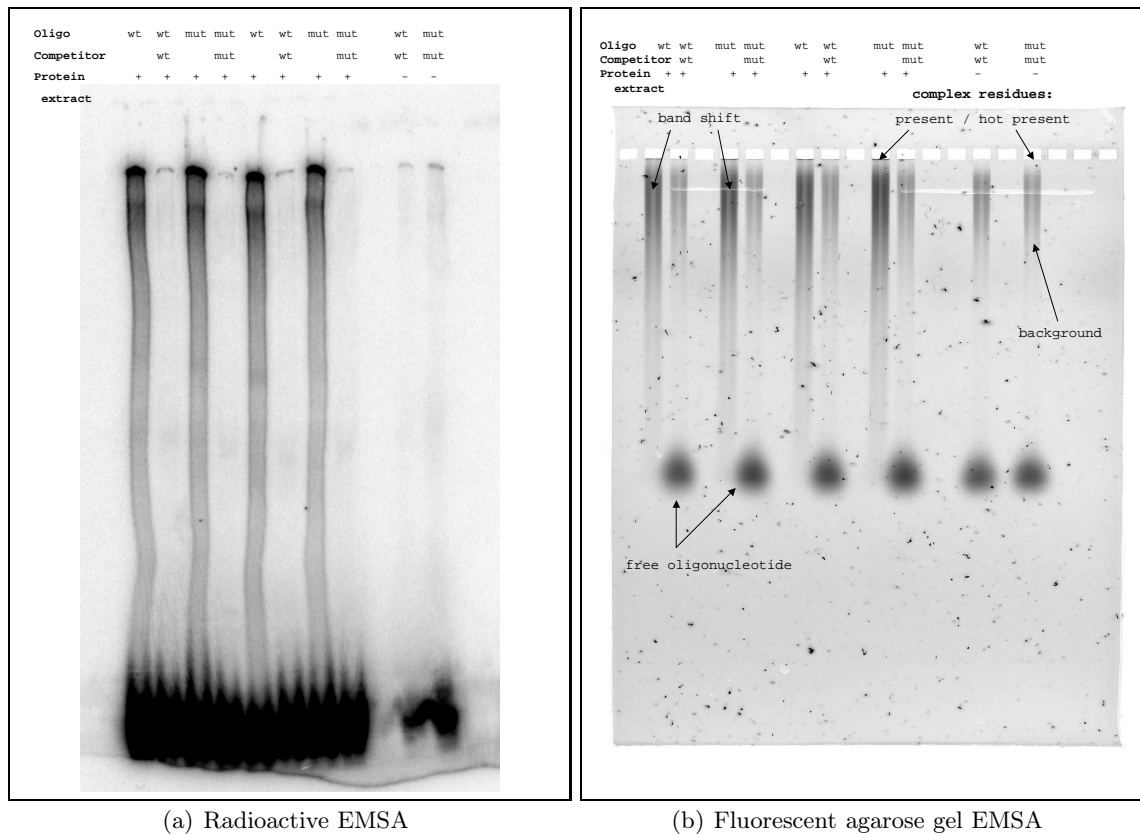 Oligo wt wt mut mut wt wt mut mut wt mut
Competitor wt mut wt mut wt mut
Protein + + + + + + + + – –
extract
(a) Radioactive EMSA
Oligo wt wt mut mut wt wt mut mut wt mut
Competitor wt mut wt mut wt mut
Protein + + + + + + + + – –
extract
complex residues:
band shift
present / hot present
background
free oligonucleotide
(b) Fluorescent agarose gel EMSA